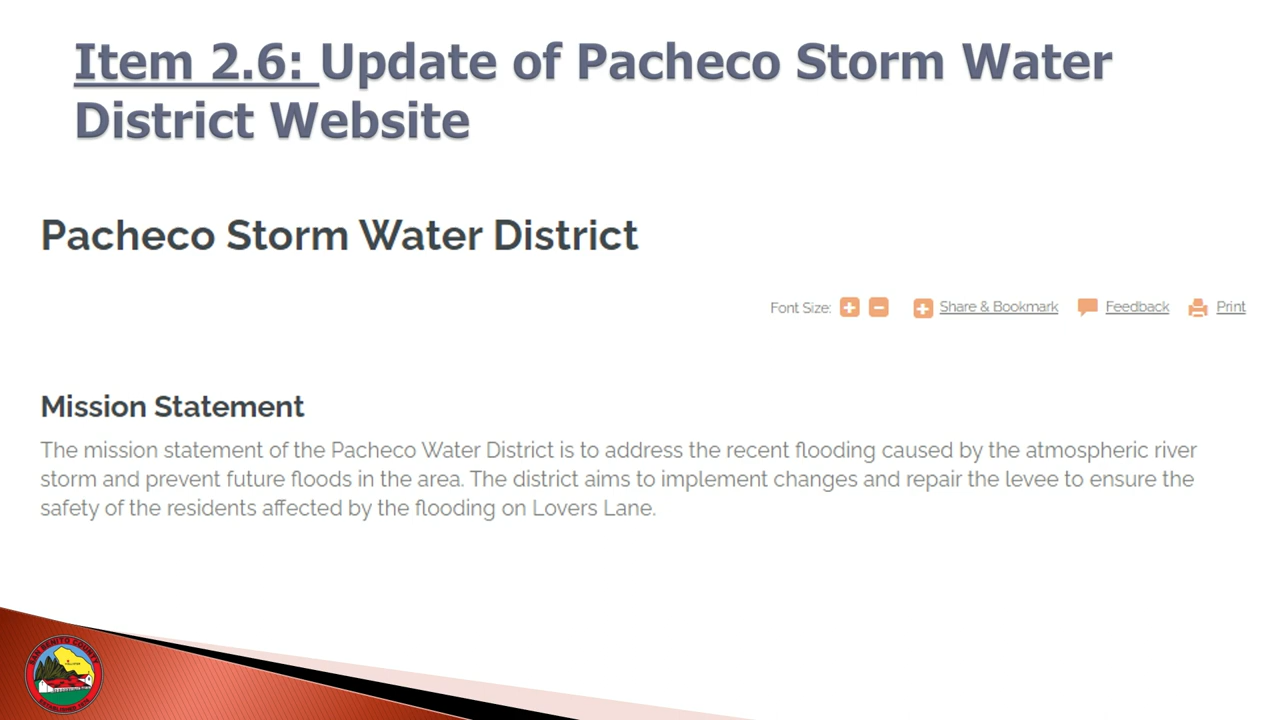 Item 2.6: Update of Pacheco Storm Water
District Website
Pacheco Storm Water District
Font Size: Share & Bookmark Feedback Print
Mission Statement
The mission statement of the Pacheco Water District is to address the recent flooding caused by the atmospheric river
storm and prevent future floods in the area. The district aims to implement changes and repair the levee to ensure the
safety of the residents affected by the flooding on Lovers Lane.
SAN BENITO COUNTY